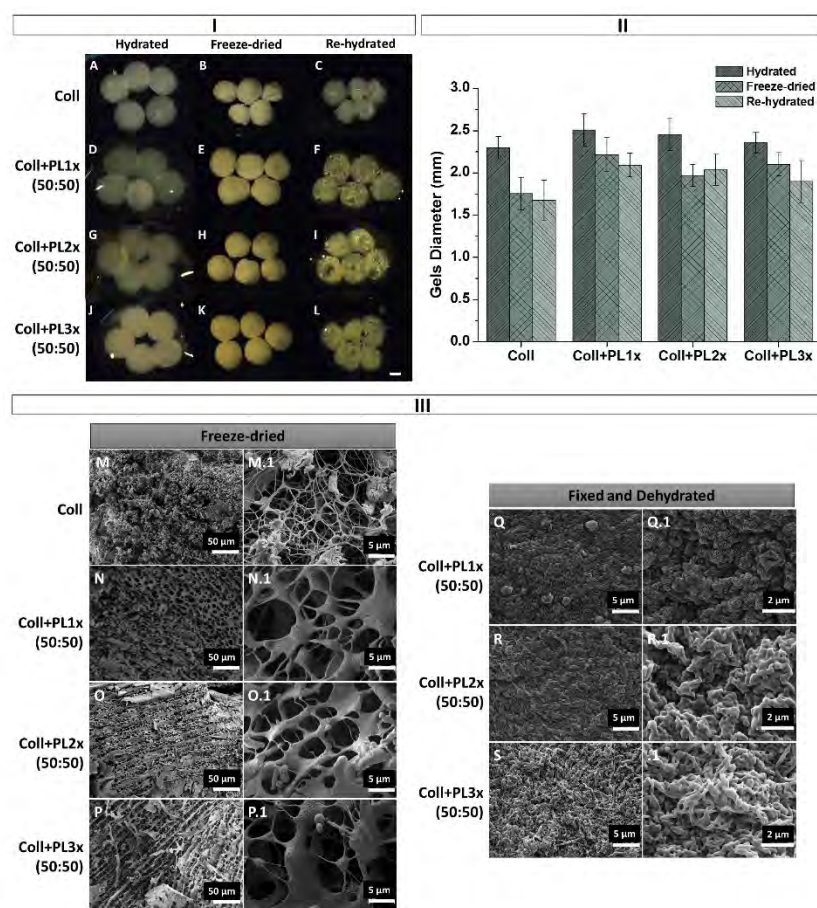 I
II
Hydrated
Freeze-dried
Re-hydrated
A
B
C
Coll
D
E
F
Coll+PL1x
(50:50)
G
H
I
Coll+PL2x
(50:50)
J
K
L
Coll+PL3x
(50:50)
Hydrated
Freeze-dried
Re-hydrated
3.0
2.5
2.0
1.5
1.0
0.5
0.0
Gels Diameter (mm)
Coll
Coll+PL1x
Coll+PL2x
Coll+PL3x
III
Freeze-dried
M
M.1
Coll
50 µm
5 µm
N
N.1
Coll+PL1x
(50:50)
50 µm
5 µm
O
O.1
Coll+PL2x
(50:50)
50 µm
5 µm
P
P.1
Coll+PL3x
(50:50)
50 µm
5 µm
Fixed and Dehydrated
Q
Q.1
Coll+PL1x
(50:50)
5 µm
2 µm
R
R.1
Coll+PL2x
(50:50)
5 µm
2 µm
S
Coll+PL3x
(50:50)
5 µm
2 µm